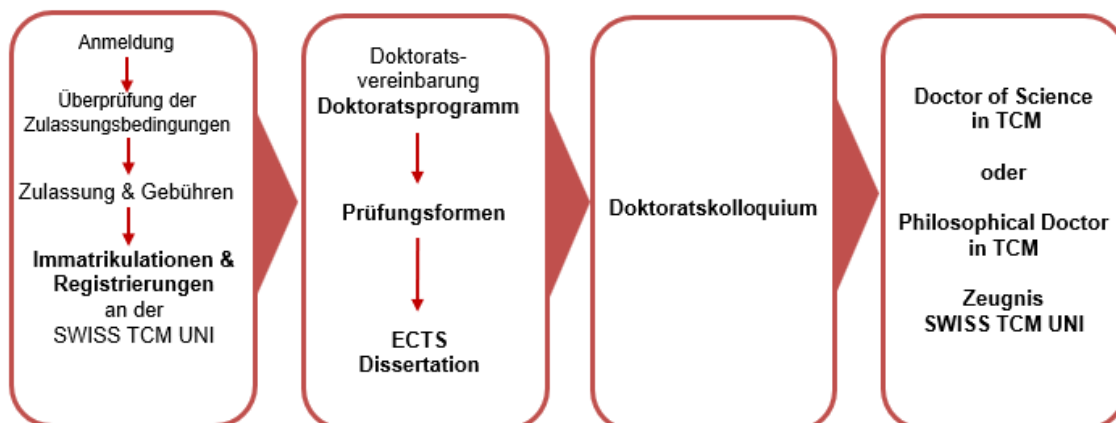 Anmeldung
Überprüfung der
Zulassungsbedingungen
Zulassung & Gebühren
Immatrikulationen &
Registrierungen
an der
SWISS TCM UNI
Doktorats-
vereinbarung
Doktoratsprogramm
Prüfungsformen
ECTS
Dissertation
Doktoratskolloquium
Doctor of Science
in TCM
oder
Philosophical Doctor
in TCM
Zeugnis
SWISS TCM UNI